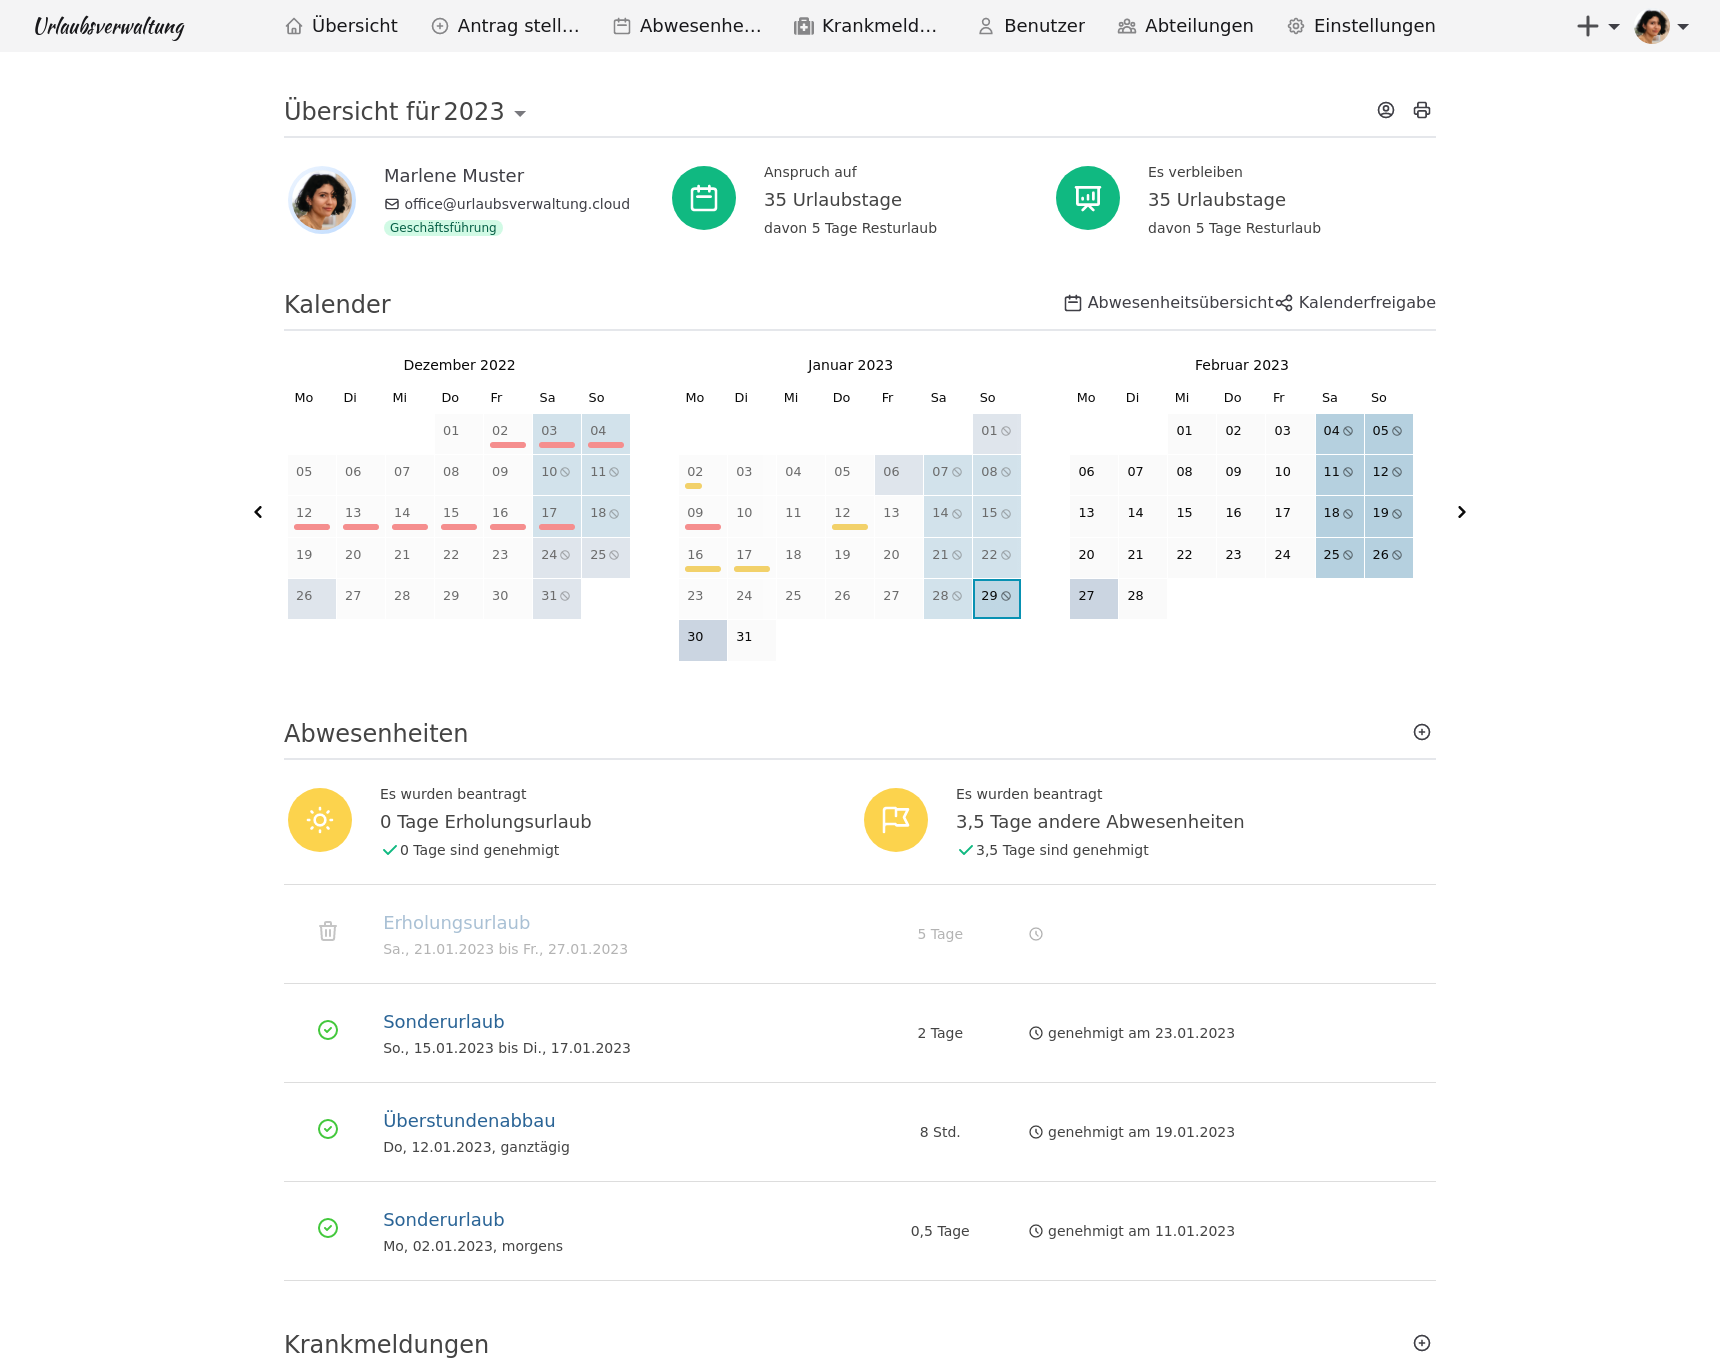 Urlaubsverwaltung
Übersicht
Antrag stell…
Abwesenhe…
Krankmeld…
Benutzer
Abteilungen
Einstellungen
Übersicht für 2023
Marlene Muster
office@urlaubsverwaltung.cloud
Geschäftsführung
Anspruch auf
35 Urlaubstage
davon 5 Tage Resturlaub
Es verbleiben
35 Urlaubstage
davon 5 Tage Resturlaub
Kalender
Abwesenheitsübersicht
Kalenderfreigabe
Dezember 2022
Mo Di Mi Do Fr Sa So
01 02 03 04
05 06 07 08 09 10 11
12 13 14 15 16 17 18
19 20 21 22 23 24 25
26 27 28 29 30 31
Januar 2023
Mo Di Mi Do Fr Sa So
01
02 03 04 05 06 07 08
09 10 11 12 13 14 15
16 17 18 19 20 21 22
23 24 25 26 27 28 29
30 31
Februar 2023
Mo Di Mi Do Fr Sa So
01 02 03 04 05
06 07 08 09 10 11 12
13 14 15 16 17 18 19
20 21 22 23 24 25 26
27 28
Abwesenheiten
Es wurden beantragt
0 Tage Erholungsurlaub
0 Tage sind genehmigt
Es wurden beantragt
3,5 Tage andere Abwesenheiten
3,5 Tage sind genehmigt
Erholungsurlaub
Sa., 21.01.2023 bis Fr., 27.01.2023
5 Tage
Sonderurlaub
So., 15.01.2023 bis Di., 17.01.2023
2 Tage
genehmigt am 23.01.2023
Überstundenabbau
Do, 12.01.2023, ganztägig
8 Std.
genehmigt am 19.01.2023
Sonderurlaub
Mo, 02.01.2023, morgens
0,5 Tage
genehmigt am 11.01.2023
Krankmeldungen